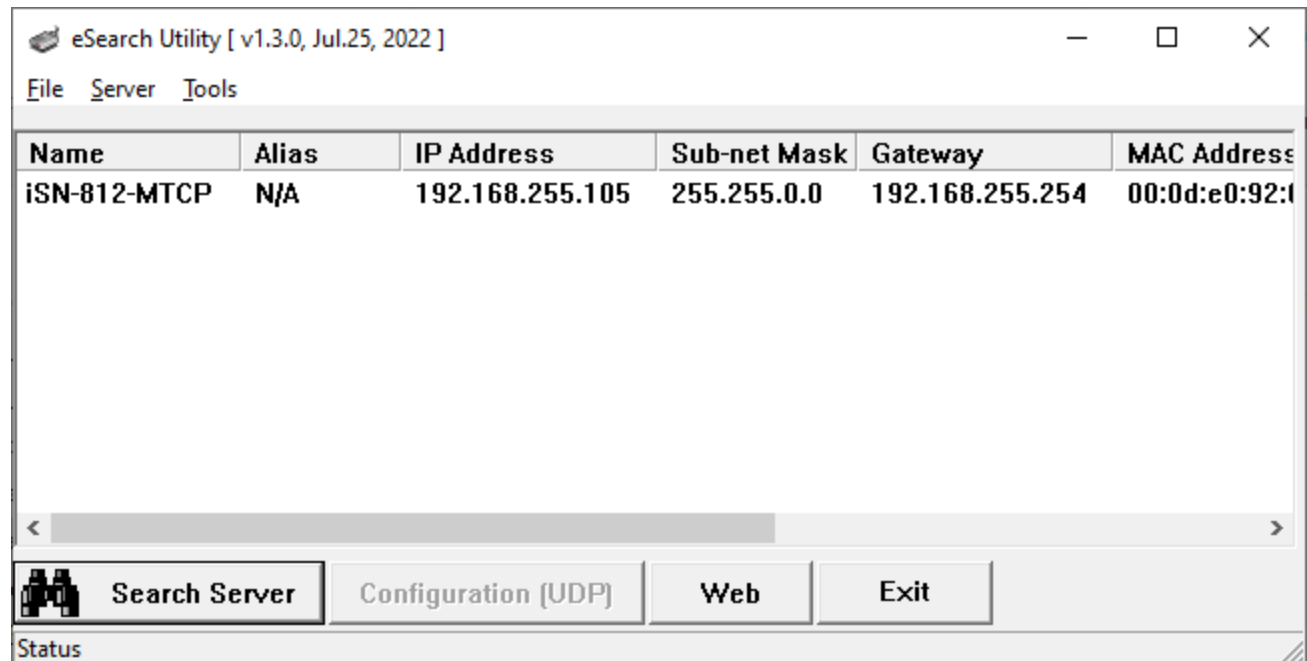 eSearch Utility [ v1.3.0, Jul.25, 2022 ]
File Server Tools
Name Alias IP Address Sub-net Mask Gateway MAC Address
iSN-812-MTCP N/A 192.168.255.105 255.255.0.0 192.168.255.254 00:0d:e0:92:
Search Server Configuration (UDP) Web Exit
Status